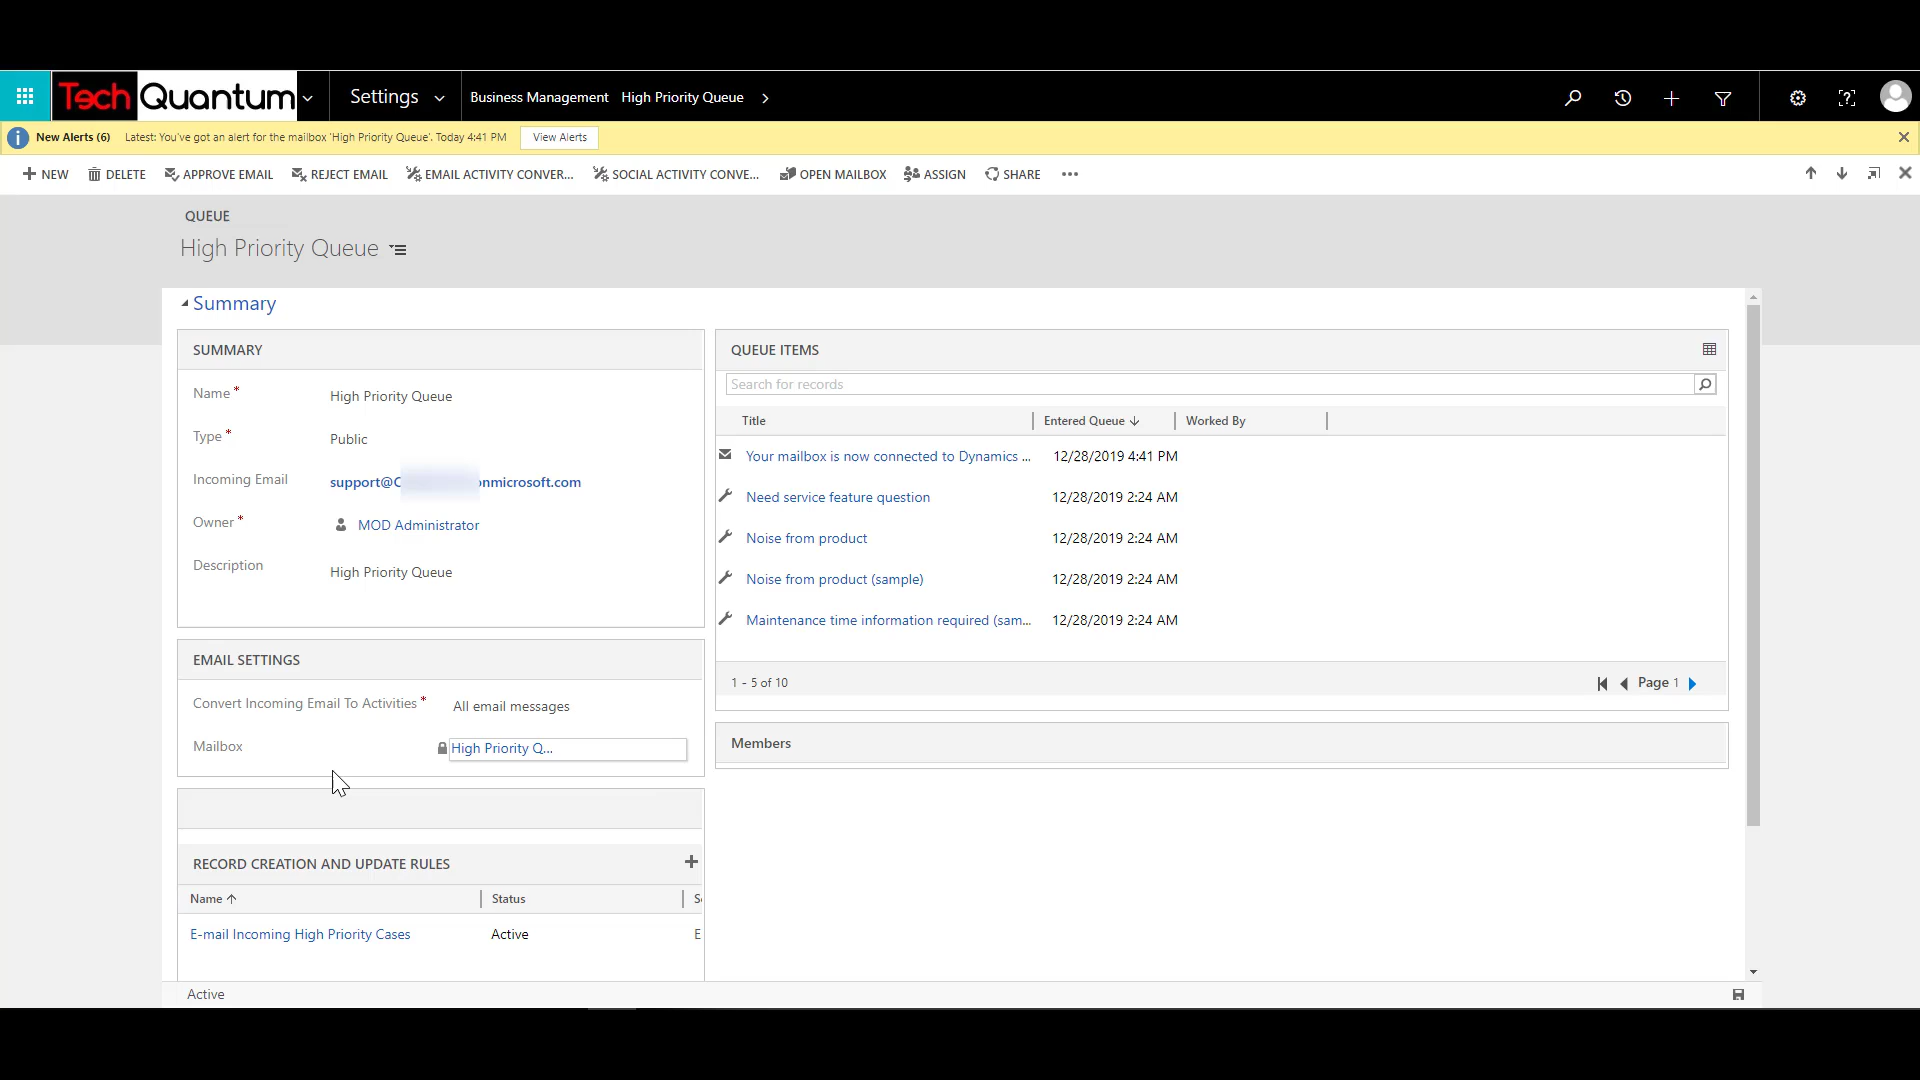 Tech Quantum
Settings
Business Management High Priority Queue
New Alerts (6) Latest: You've got an alert for the mailbox 'High Priority Queue'. Today 4:41 PM View Alerts
NEW DELETE APPROVE EMAIL REJECT EMAIL EMAIL ACTIVITY CONVER... SOCIAL ACTIVITY CONVE... OPEN MAILBOX ASSIGN SHARE
QUEUE
High Priority Queue
Summary
SUMMARY
Name* High Priority Queue
Type* Public
Incoming Email support@C onmicrosoft.com
Owner* MOD Administrator
Description High Priority Queue
EMAIL SETTINGS
Convert Incoming Email To Activities* All email messages
Mailbox High Priority Q...
RECORD CREATION AND UPDATE RULES
Name Status
E-mail Incoming High Priority Cases Active E
QUEUE ITEMS
Search for records
Title Entered Queue Worked By
Your mailbox is now connected to Dynamics ... 12/28/2019 4:41 PM
Need service feature question 12/28/2019 2:24 AM
Noise from product 12/28/2019 2:24 AM
Noise from product (sample) 12/28/2019 2:24 AM
Maintenance time information required (sam... 12/28/2019 2:24 AM
1 - 5 of 10 Page 1
Members
Active